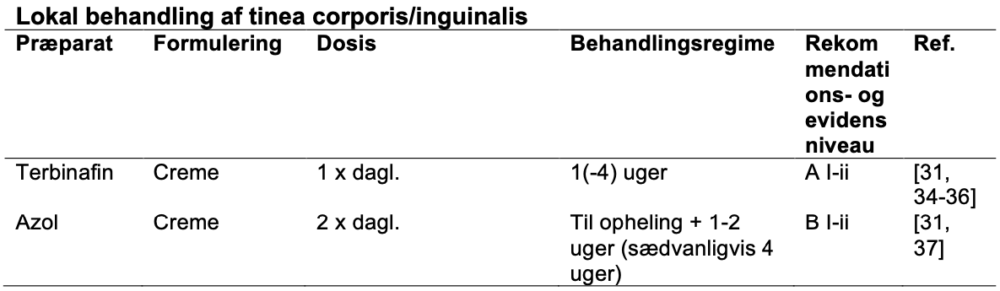 Lokal behandling af tinea corporis/inguinalis
Præparat Formulering Dosis Behandlingsregime Rekom Ref.
mendati
ons- og
evidens
niveau
Terbinafin Creme 1 x dagl. 1(-4) uger A I-ii [31,
34-36]
Azol Creme 2 x dagl. Til opheling + 1-2 B I-ii [31,
uger (sædvanligvis 4 37]
uger)